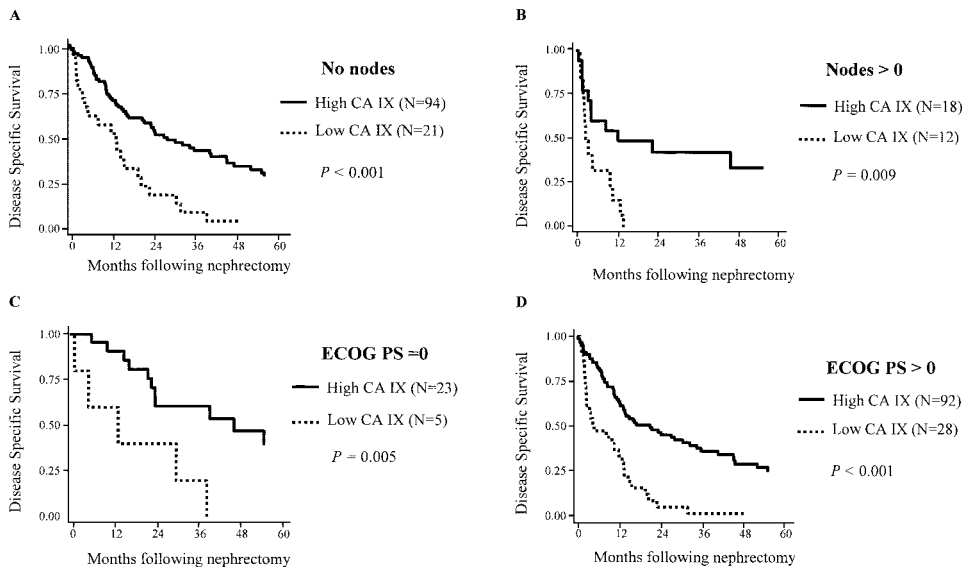 A
1.00
0.75
0.50
0.25
0.00
Disease Specific Survival
0 12 24 36 48 60
Months following nephrectomy
No nodes
High CA IX (N=94)
Low CA IX (N=21)
P < 0.001
B
1.00
0.75
0.50
0.25
0.00
Disease Specific Survival
0 12 24 36 48 60
Months following nephrectomy
Nodes > 0
High CA IX (N=18)
Low CA IX (N=12)
P = 0.009
C
1.00
0.75
0.50
0.25
0.00
Disease Specific Survival
0 12 24 36 48 60
Months following nephrectomy
ECOG PS =0
High CA IX (N=23)
Low CA IX (N=5)
P = 0.005
D
1.00
0.75
0.50
0.25
0.00
Disease Specific Survival
0 12 24 36 48 60
Months following nephrectomy
ECOG PS > 0
High CA IX (N=92)
Low CA IX (N=28)
P < 0.001